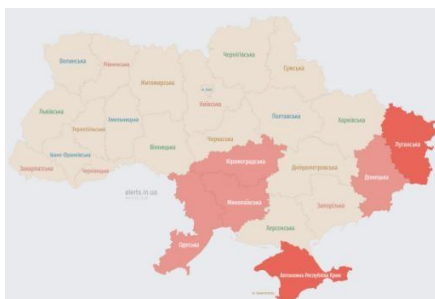 Чернігівська
Волинська
Рівненська
Сумська
Житомирська
м. Київ
Київська
Львівська
Тернопільська
Хмельницька
Полтавська
Харківська
Луганська
Вінницька
Черкаська
Івано-Франківська
Закарпатська
Чернівецька
Кіровоградська
Дніпропетровська
Донецька
alerts.in.ua
Миколаївська
Запорізька
Одеська
Херсонська
Автономна Республіка Крим